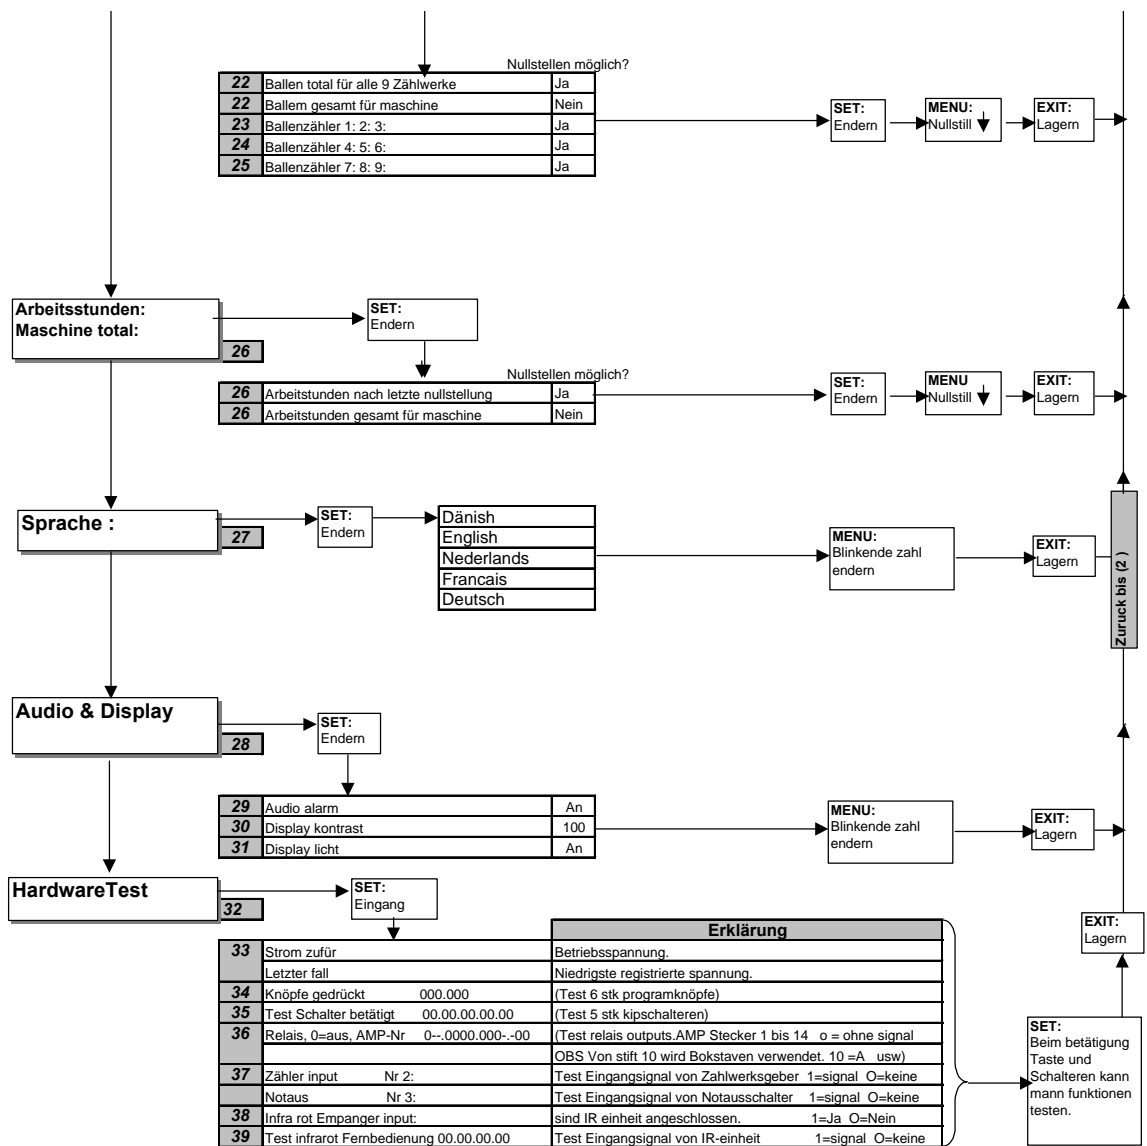 Nullstellen möglich?
22 Ballen total für alle 9 Zählwerke Ja
22 Ballem gesamt für maschine Nein
23 Ballenzähler 1: 2: 3: Ja
24 Ballenzähler 4: 5: 6: Ja
25 Ballenzähler 7: 8: 9: Ja
SET:
Endern
MENU:
Nullstill
EXIT:
Lagern
Arbeitsstunden:
Maschine total:
26
SET:
Endern
Nullstellen möglich?
26 Arbeitstunden nach letzte nullstellung Ja
26 Arbeitstunden gesamt für maschine Nein
SET:
Endern
MENU
Nullstill
EXIT:
Lagern
Sprache :
27
SET:
Endern
Dänish
English
Nederlands
Francais
Deutsch
MENU:
Blinkende zahl
endern
EXIT:
Lagern
Zuruck bis (2 )
Audio & Display
28
SET:
Endern
29 Audio alarm An
30 Display kontrast 100
31 Display licht An
MENU:
Blinkende zahl
endern
EXIT:
Lagern
HardwareTest
32
SET:
Eingang
Erklärung
33 Strom zufür Betriebsspannung.
Letzter fall Niedrigste registrierte spannung.
34 Knöpfe gedrückt 000.000 (Test 6 stk programknöpfe)
35 Test Schalter betätigt 00.00.00.00.00 (Test 5 stk kipschalteren)
36 Relais, 0=aus, AMP-Nr 0--.0000.000-.-00 (Test relais outputs.AMP Stecker 1 bis 14 o = ohne signal
OBS Von stift 10 wird Bokstaven verwendet. 10 =A usw)
37 Zähler input Nr 2: Test Eingangsignal von Zahlwerksgeber 1=signal O=keine
Notaus Nr 3: Test Eingangsignal von Notausschalter 1=signal O=keine
38 Infra rot Empanger input: sind IR einheit angeschlossen. 1=Ja O=Nein
39 Test infrarot Fernbedienung 00.00.00.00 Test Eingangsignal von IR-einheit 1=signal O=keine
EXIT:
Lagern
SET:
Beim betätigung
Taste und
Schalteren kann
mann funktionen
testen.